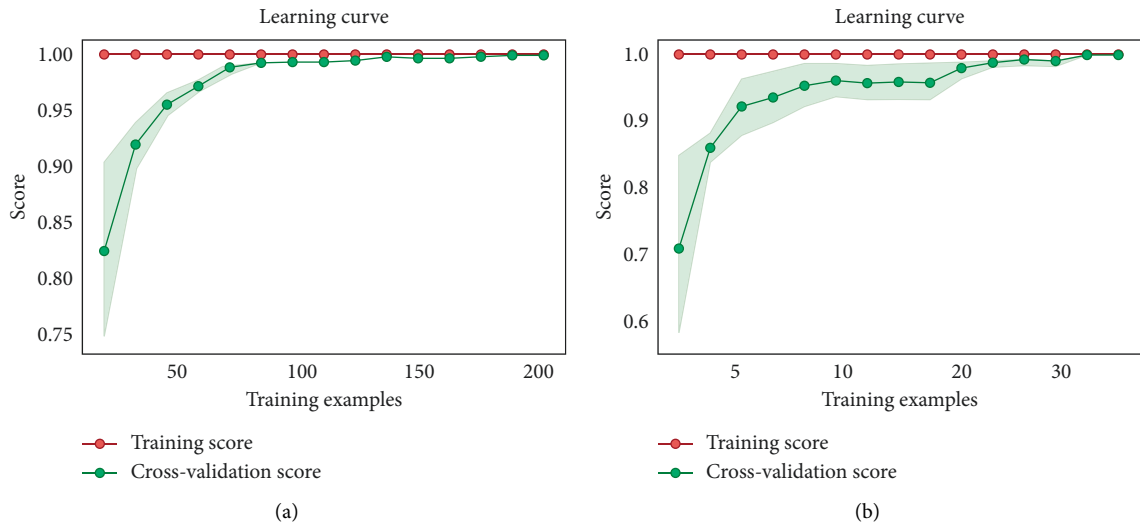 Learning curve
1.00
0.95
0.90
0.85
0.80
0.75
Score
50 100 150 200
Training examples
Training score
Cross-validation score
(a)
Learning curve
1.0
0.9
0.8
0.7
0.6
Score
5 10 20 30
Training examples
Training score
Cross-validation score
(b)